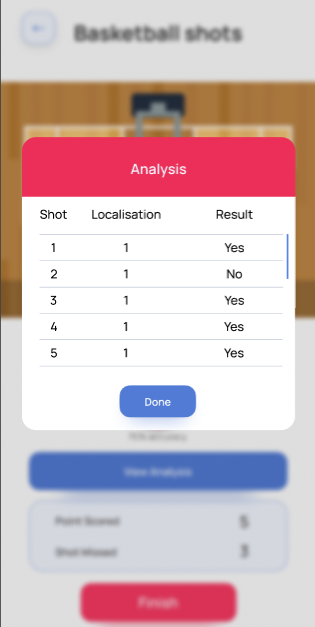 Basketball shots
Analysis
Shot Localisation Result
1 1 Yes
2 1 No
3 1 Yes
4 1 Yes
5 1 Yes
Done
accuracy
View Analysis
Point Scored 5
Shot Missed 3
Finish